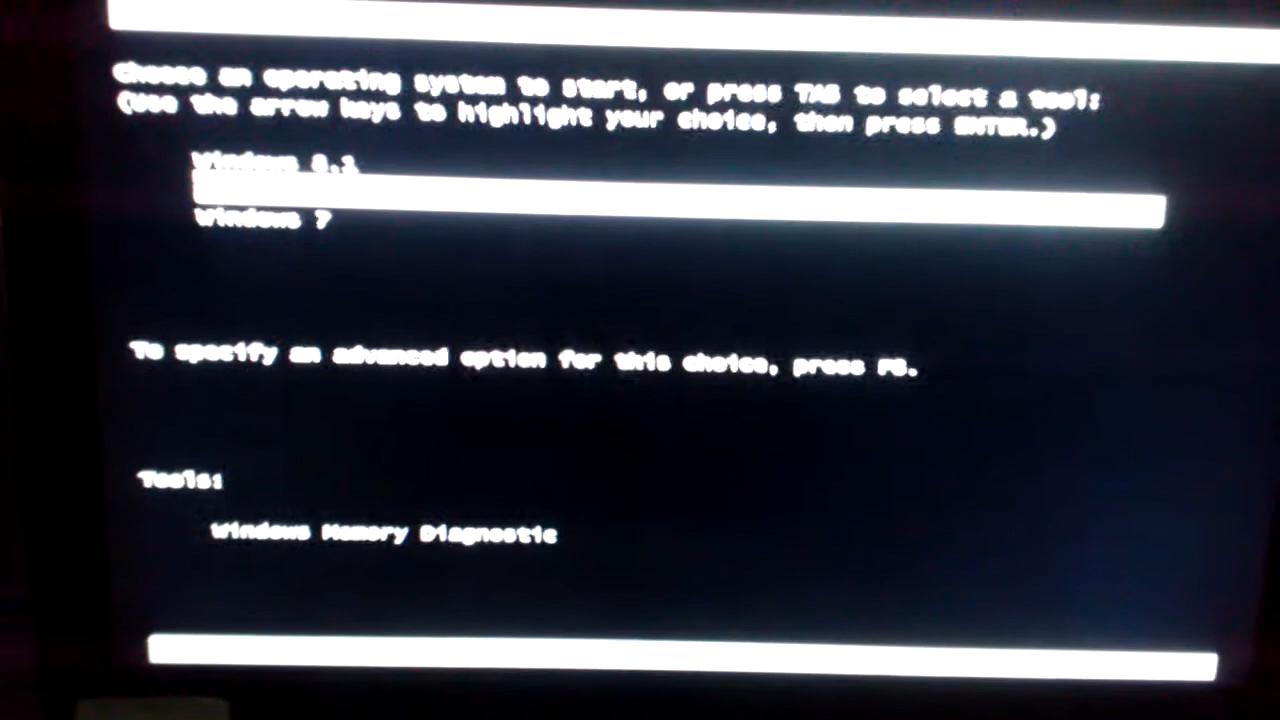 Choose an operating system to start, or press TAB to select a tool:
(Use the arrow keys to highlight your choice, then press ENTER.)
Windows 8.1
Windows 7
To specify an advanced option for this choice, press F8.
Tools:
Windows Memory Diagnostic